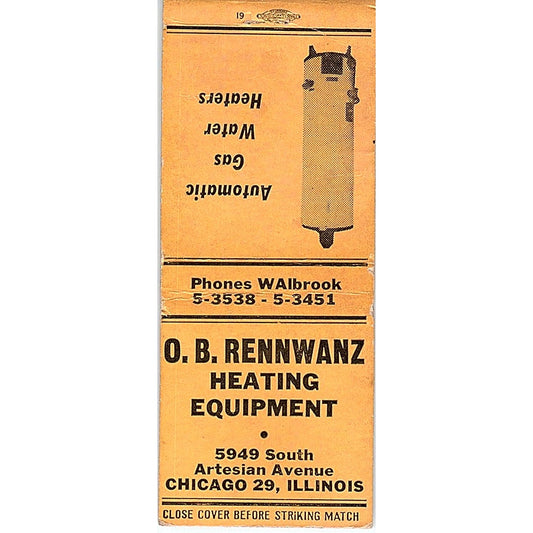 19
Automatic
Gas
Water
Heaters
Phones WAlbrook
5-3538 - 5-3451
O. B. RENNWANZ
HEATING
EQUIPMENT
•
5949 South
Artesian Avenue
CHICAGO 29, ILLINOIS
CLOSE COVER BEFORE STRIKING MATCH